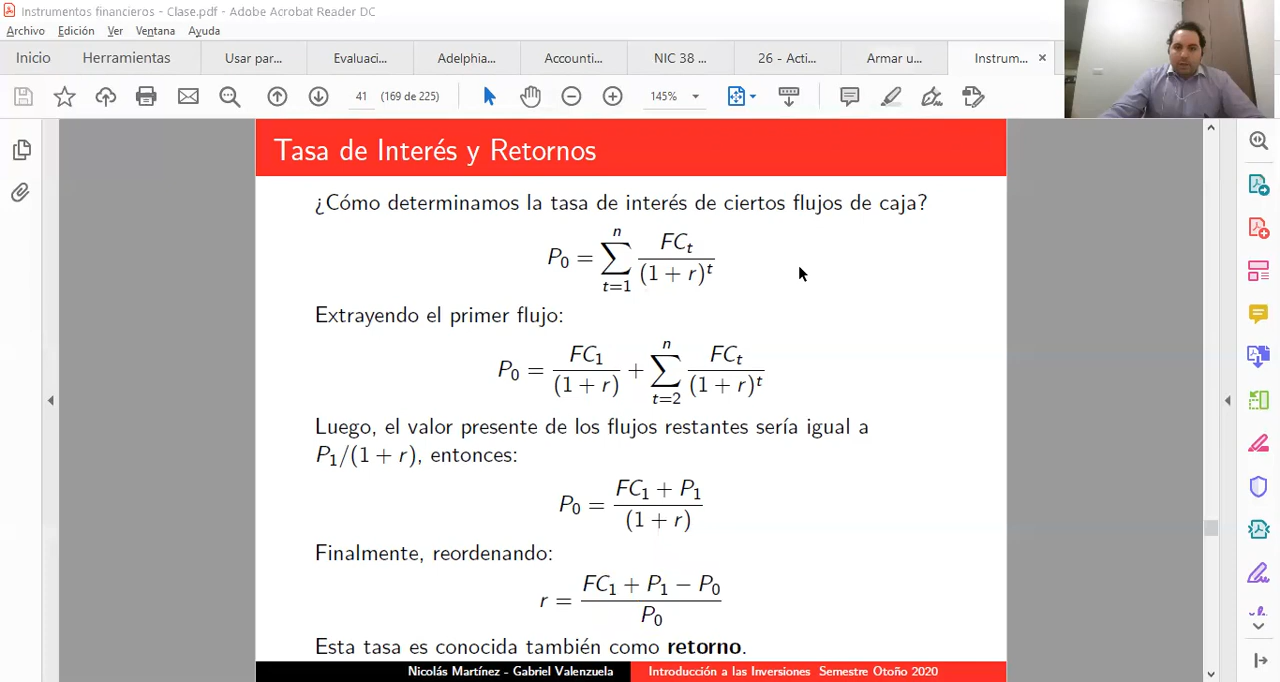 Instrumentos financieros - Clase.pdf - Adobe Acrobat Reader DC
Archivo Edición Ver Ventana Ayuda
Inicio Herramientas Usar par... Evaluaci... Adelphia... Accounti... NIC 38 ... 26 - Acti... Armar u... Instrum... ×
41 (169 de 225) 145%
Tasa de Interés y Retornos
¿Cómo determinamos la tasa de interés de ciertos flujos de caja?
P₀ = ∑_{t=1}^{n} FCₜ / (1 + r)ᵗ
Extrayendo el primer flujo:
P₀ = FC₁ / (1 + r) + ∑_{t=2}^{n} FCₜ / (1 + r)ᵗ
Luego, el valor presente de los flujos restantes sería igual a
P₁/(1 + r), entonces:
P₀ = FC₁ + P₁ / (1 + r)
Finalmente, reordenando:
r = FC₁ + P₁ − P₀ / P₀
Esta tasa es conocida también como retorno.
Nicolás Martínez - Gabriel Valenzuela Introducción a las Inversiones Semestre Otoño 2020